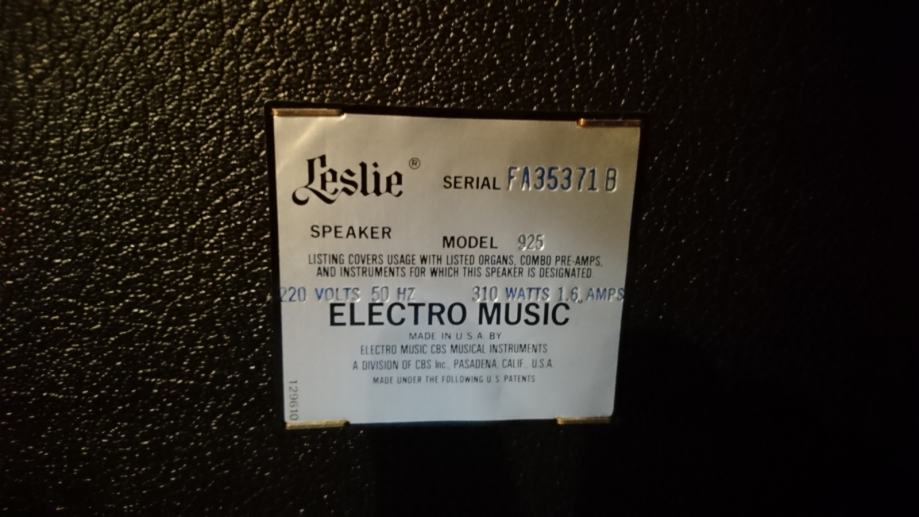 Leslie® SERIAL FA35371B
SPEAKER MODEL 925
LISTING COVERS USAGE WITH LISTED ORGANS, COMBO PRE-AMPS,
AND INSTRUMENTS FOR WHICH THIS SPEAKER IS DESIGNATED
220 VOLTS 50 HZ 310 WATTS 1.6 AMPS
ELECTRO MUSIC
MADE IN U.S.A. BY
ELECTRO MUSIC CBS MUSICAL INSTRUMENTS
A DIVISION OF CBS Inc., PASADENA, CALIF., U.S.A.
MADE UNDER THE FOLLOWING U.S. PATENTS
129610